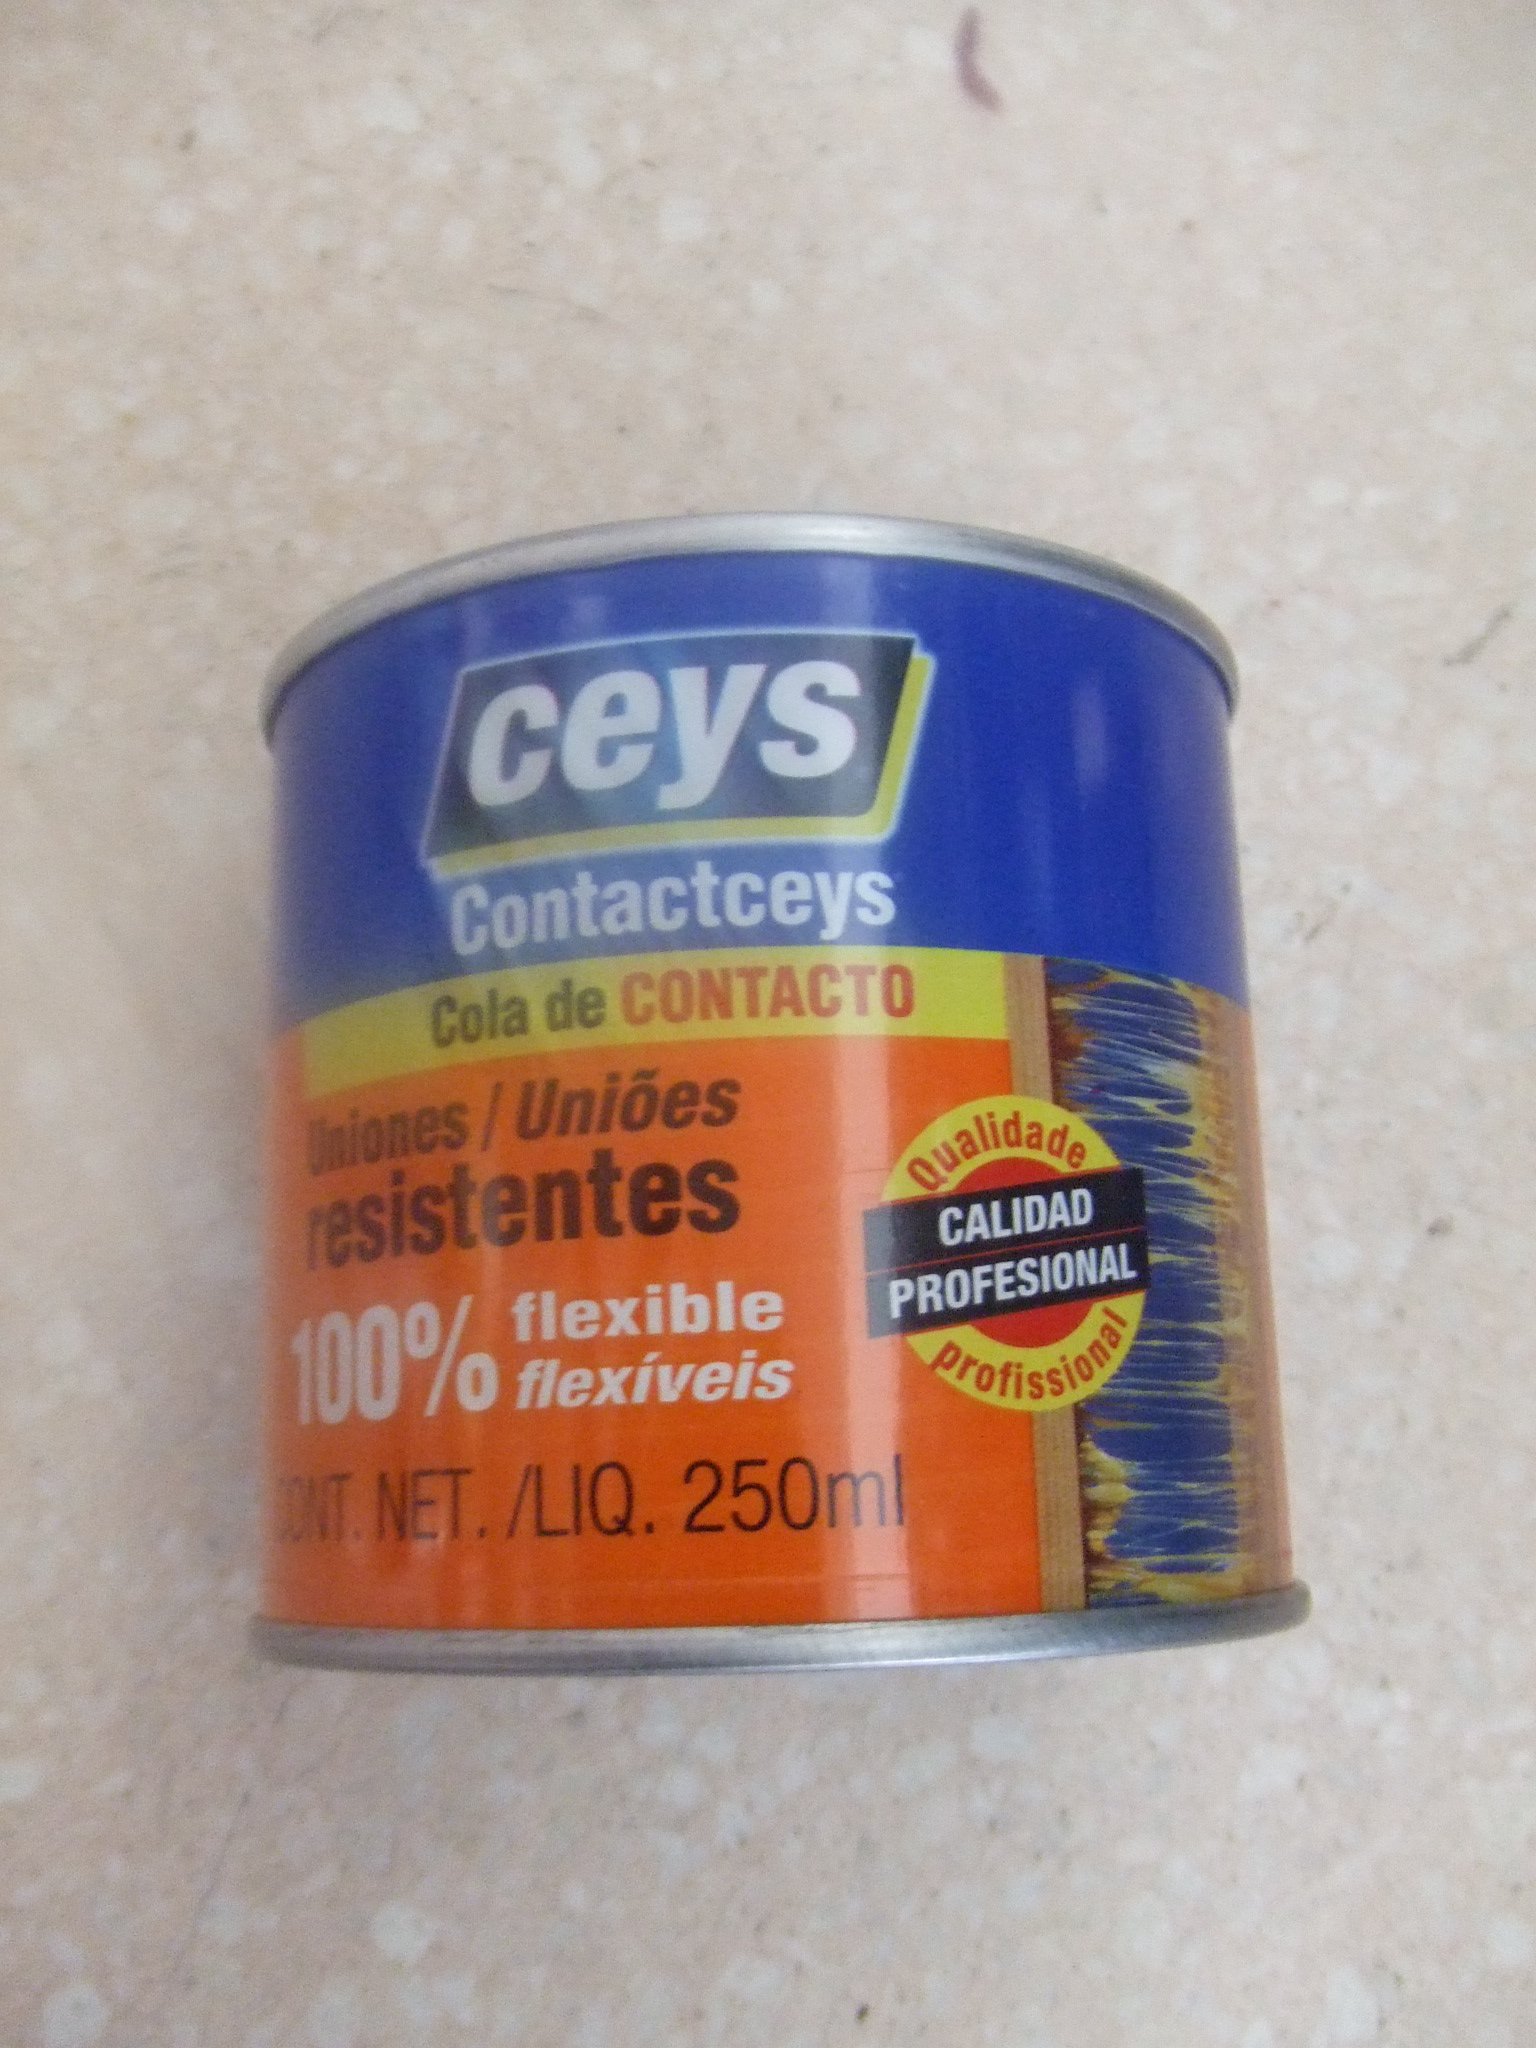 ceys
Contactceys
Cola de CONTACTO
Uniones / Uniões
resistentes
100% flexible
flexíveis
Qualidade
CALIDAD
PROFESIONAL
profissional
CONT. NET. /LIQ. 250ml